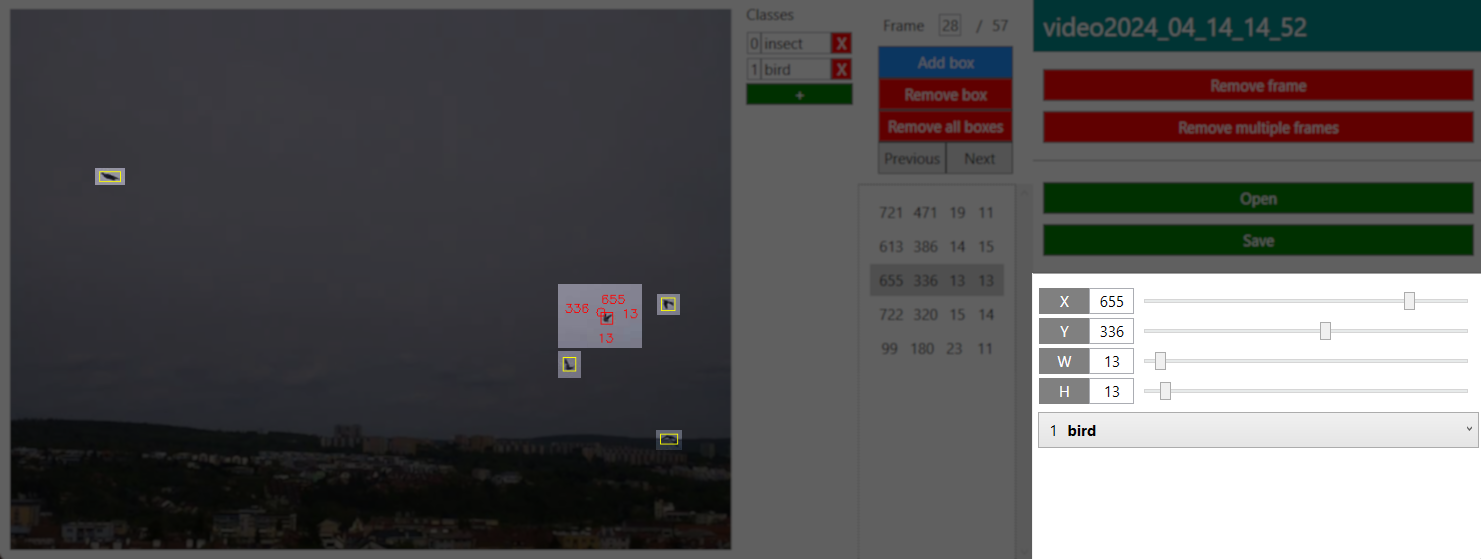 Classes
0 insect X
1 bird X
+
Frame 28 / 57
Add box
Remove box
Remove all boxes
Previous Next
721 471 19 11
613 386 14 15
655 336 13 13
722 320 15 14
99 180 23 11
video2024_04_14_14_52
Remove frame
Remove multiple frames
Open
Save
X 655
Y 336
W 13
H 13
1 bird
655
336 13
13